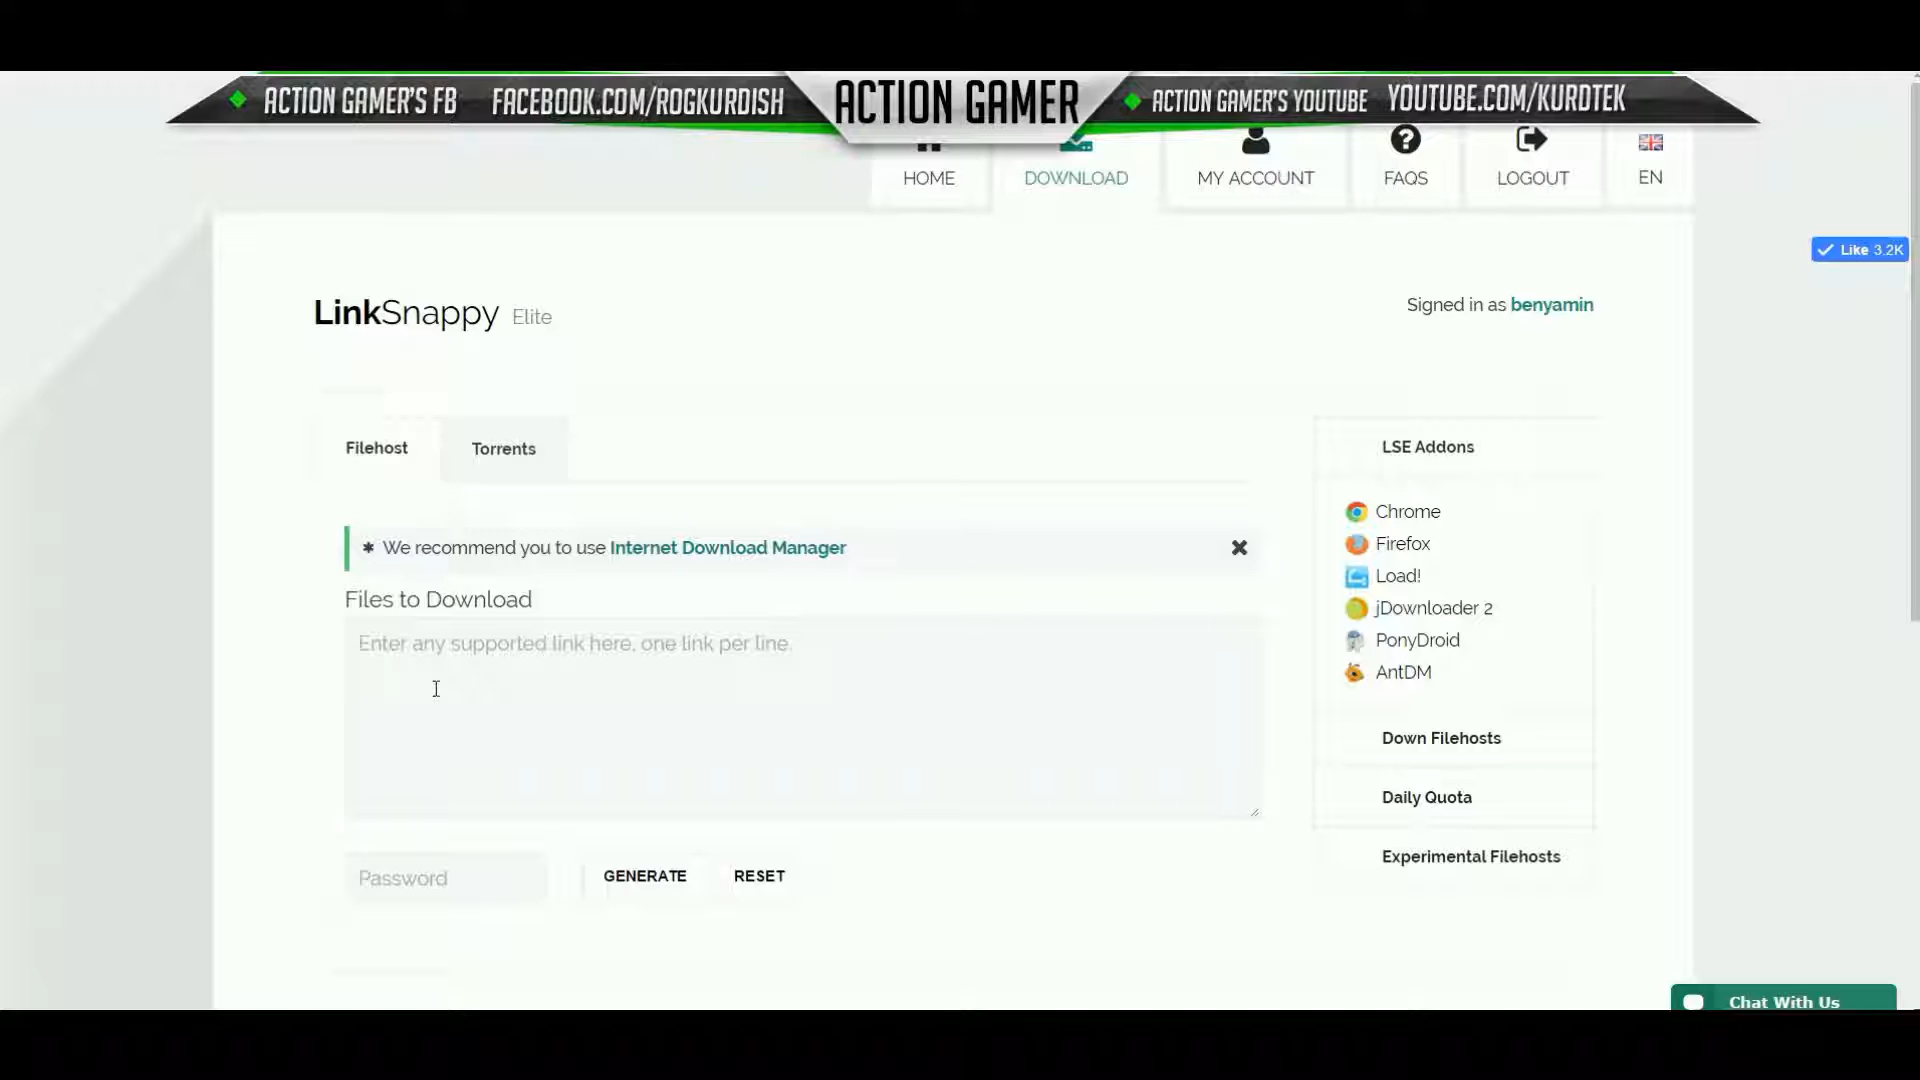 ACTION GAMER'S FB FACEBOOK.COM/ROGKURDISH ACTION GAMER ACTION GAMER'S YOUTUBE YOUTUBE.COM/KURDTEK
HOME DOWNLOAD MY ACCOUNT FAQS LOGOUT EN
Like 3.2K
LinkSnappy Elite
Signed in as benyamin
Filehost Torrents
✱ We recommend you to use Internet Download Manager
Files to Download
Enter any supported link here, one link per line.
Password GENERATE RESET
LSE Addons
Chrome
Firefox
Load!
jDownloader 2
PonyDroid
AntDM
Down Filehosts
Daily Quota
Experimental Filehosts
Chat With Us